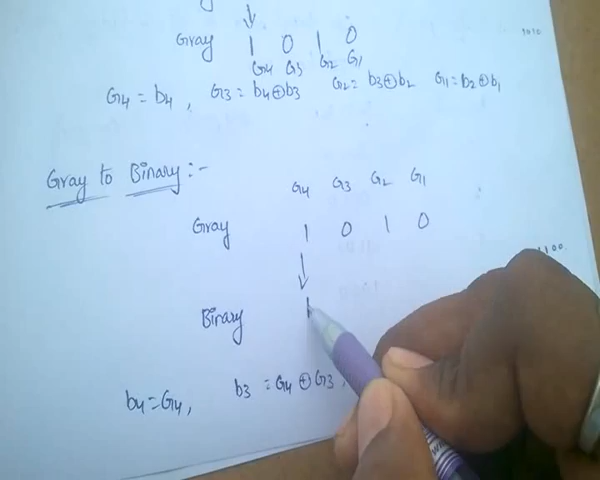 Gray 1 0 1 0
G4 G3 G2 G1
G4 = b4, G3 = b4⊕b3 G2 = b3⊕b2 G1 = b2⊕b1
Gray to Binary:-
G4 G3 G2 G1
Gray 1 0 1 0
Binary 1
b4 = G4, b3 = G4 ⊕ G3,